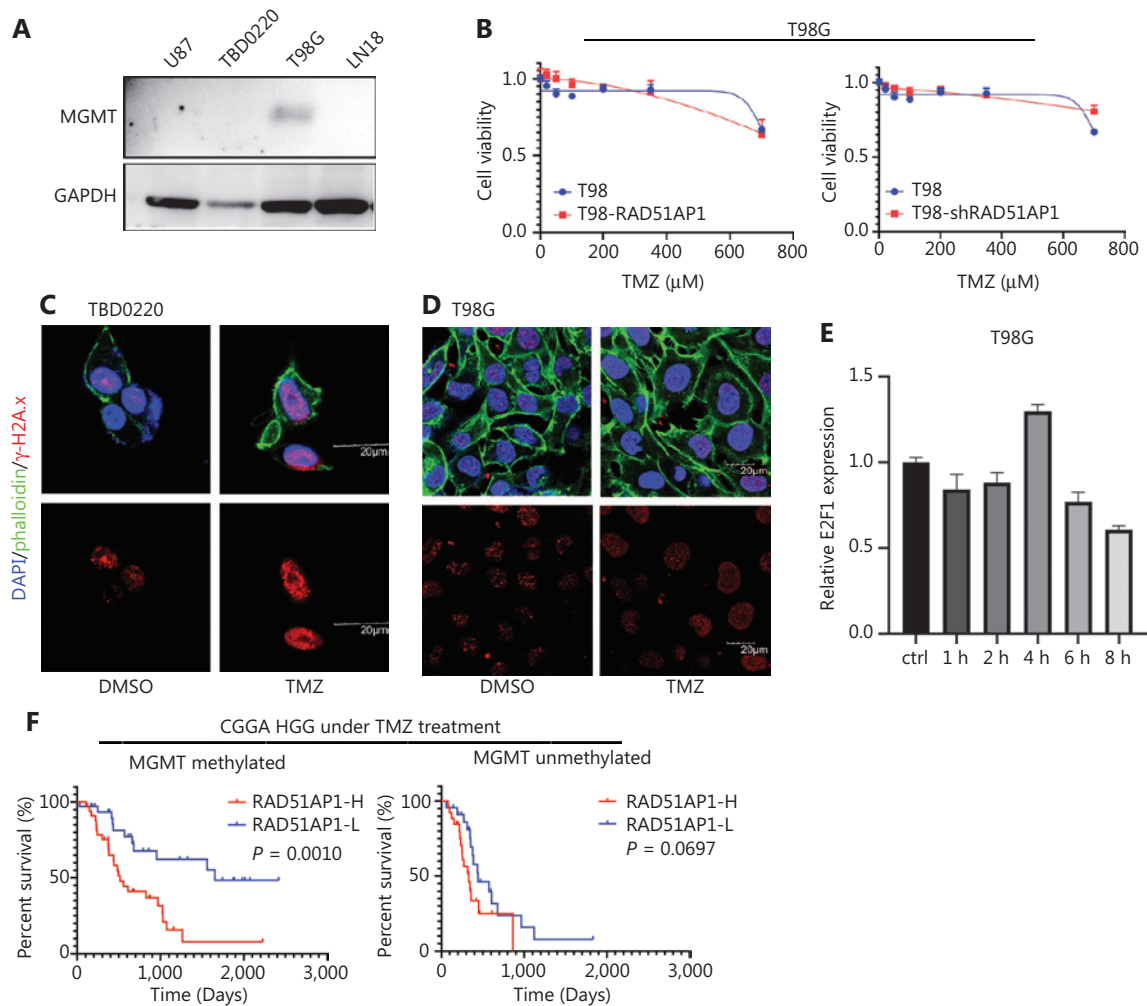 A
U87
TBD0220
T98G
LN18
MGMT
GAPDH
B
T98G
1.0
0.5
0.0
Cell viability
T98
T98-RAD51AP1
0
200
400
600
800
TMZ (μM)
1.0
0.5
0.0
Cell viability
T98
T98-shRAD51AP1
0
200
400
600
800
TMZ (μM)
C
TBD0220
DAPI/phalloidin/γ-H2A.x
20μm
20μm
DMSO
TMZ
D
T98G
20μm
20μm
DMSO
TMZ
E
T98G
1.5
1.0
0.5
0.0
Relative E2F1 expression
ctrl
1 h
2 h
4 h
6 h
8 h
F
CGGA HGG under TMZ treatment
MGMT methylated
100
50
0
Percent survival (%)
RAD51AP1-H
RAD51AP1-L
P = 0.0010
0
1,000
2,000
3,000
Time (Days)
MGMT unmethylated
100
50
0
Percent survival (%)
RAD51AP1-H
RAD51AP1-L
P = 0.0697
0
1,000
2,000
3,000
Time (Days)